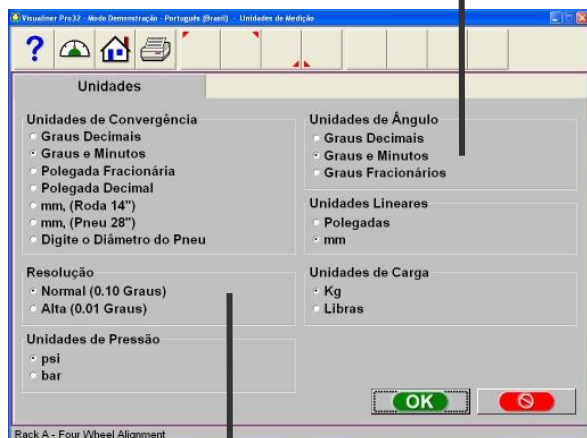 Visualiner Pro32 - Modo Demonstração - Português (Brasil) - Unidades de Medição
?
Unidades
Unidades de Convergência
Graus Decimais
Graus e Minutos
Polegada Fracionária
Polegada Decimal
mm, (Roda 14")
mm, (Pneu 28")
Digite o Diâmetro do Pneu
Resolução
Normal (0.10 Graus)
Alta (0.01 Graus)
Unidades de Pressão
psi
bar
Unidades de Ângulo
Graus Decimais
Graus e Minutos
Graus Fracionários
Unidades Lineares
Polegadas
mm
Unidades de Carga
Kg
Libras
OK
Rack A - Four Wheel Alignment